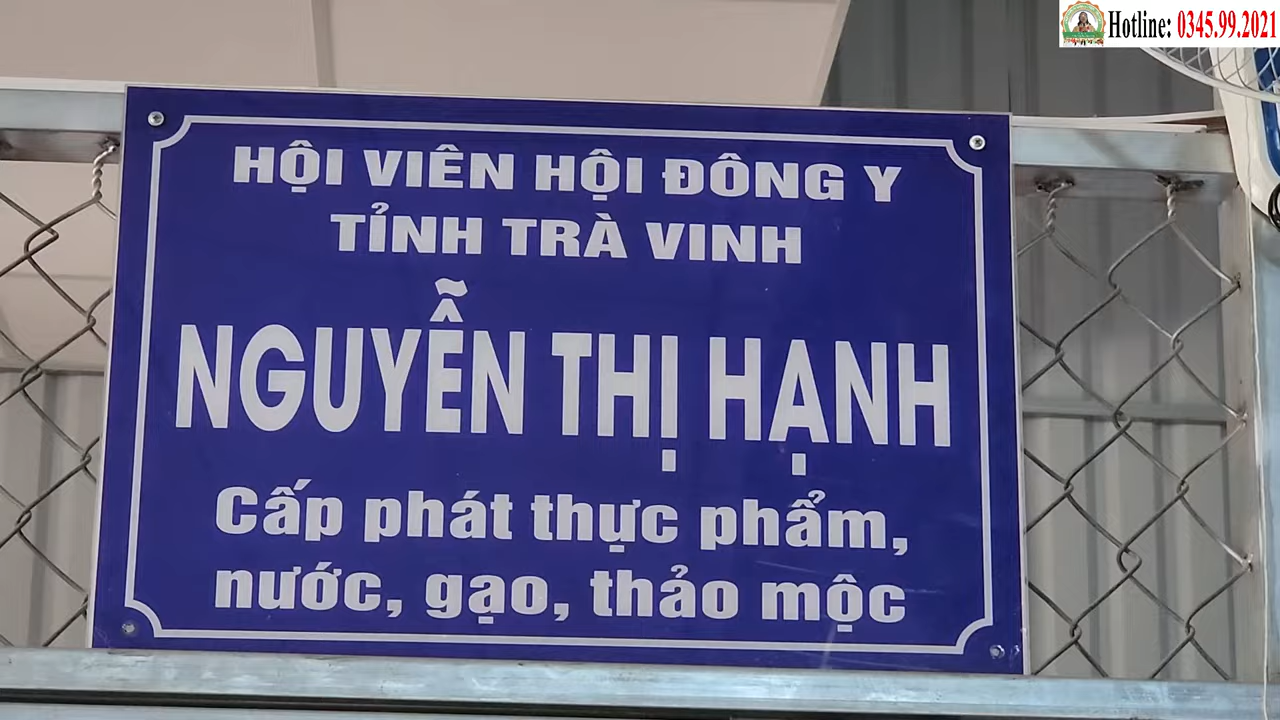 Hotline: 0345.99.2021
HỘI VIÊN HỘI ĐÔNG Y
TỈNH TRÀ VINH
NGUYỄN THỊ HẠNH
Cấp phát thực phẩm,
nước, gạo, thảo mộc